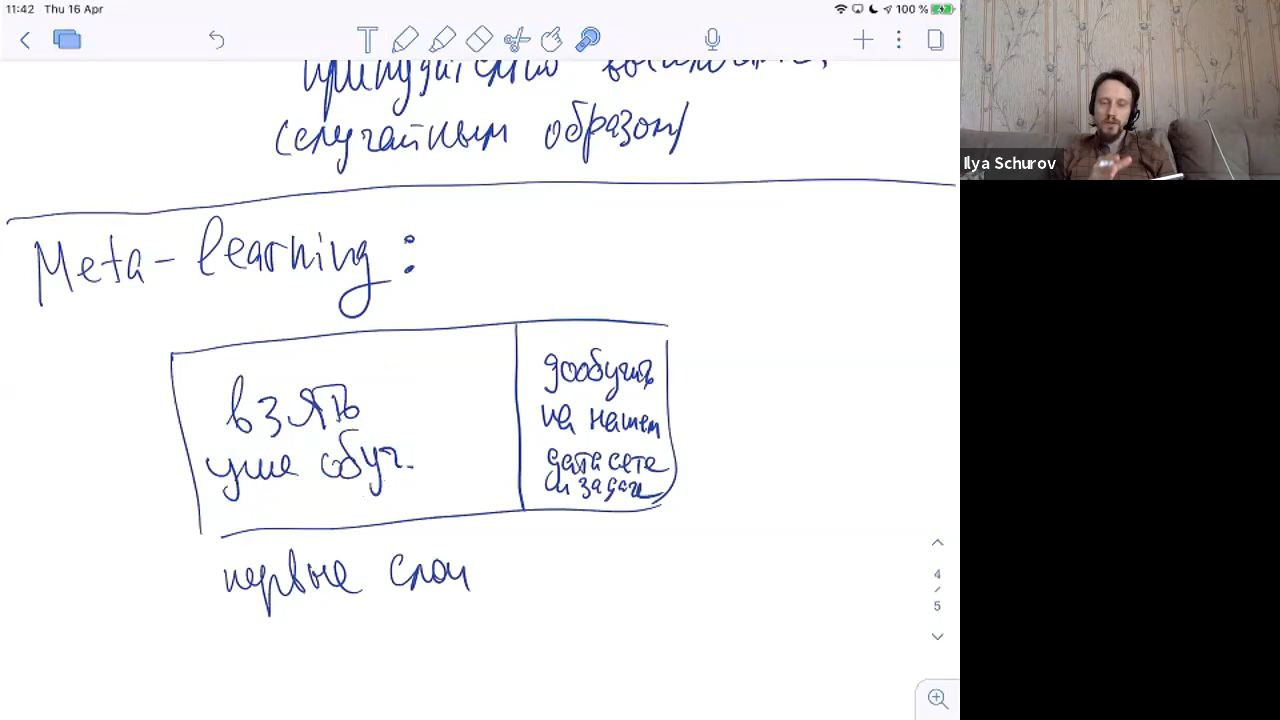 11:42 Thu 16 Apr
100 %
T
принудительно
(случайным образом)
Meta-learning:
взять
уже обуч.
дообучить
на нашем
датасете
и задаче
первые слои
4
/
5
Ilya Schurov